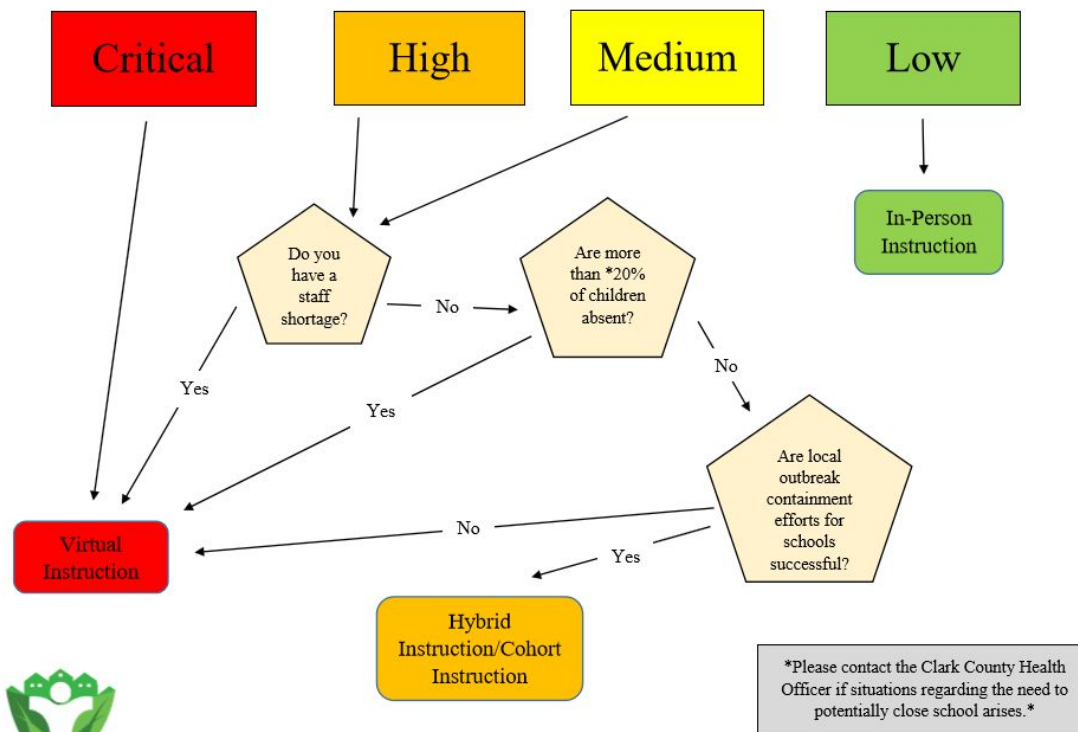 Critical
High
Medium
Low
In-Person
Instruction
Do you
have a
staff
shortage?
Are more
than *20%
of children
absent?
No
No
Yes
Yes
Are local
outbreak
containment
efforts for
schools
successful?
No
Yes
Virtual
Instruction
Hybrid
Instruction/Cohort
Instruction
*Please contact the Clark County Health
Officer if situations regarding the need to
potentially close school arises.*